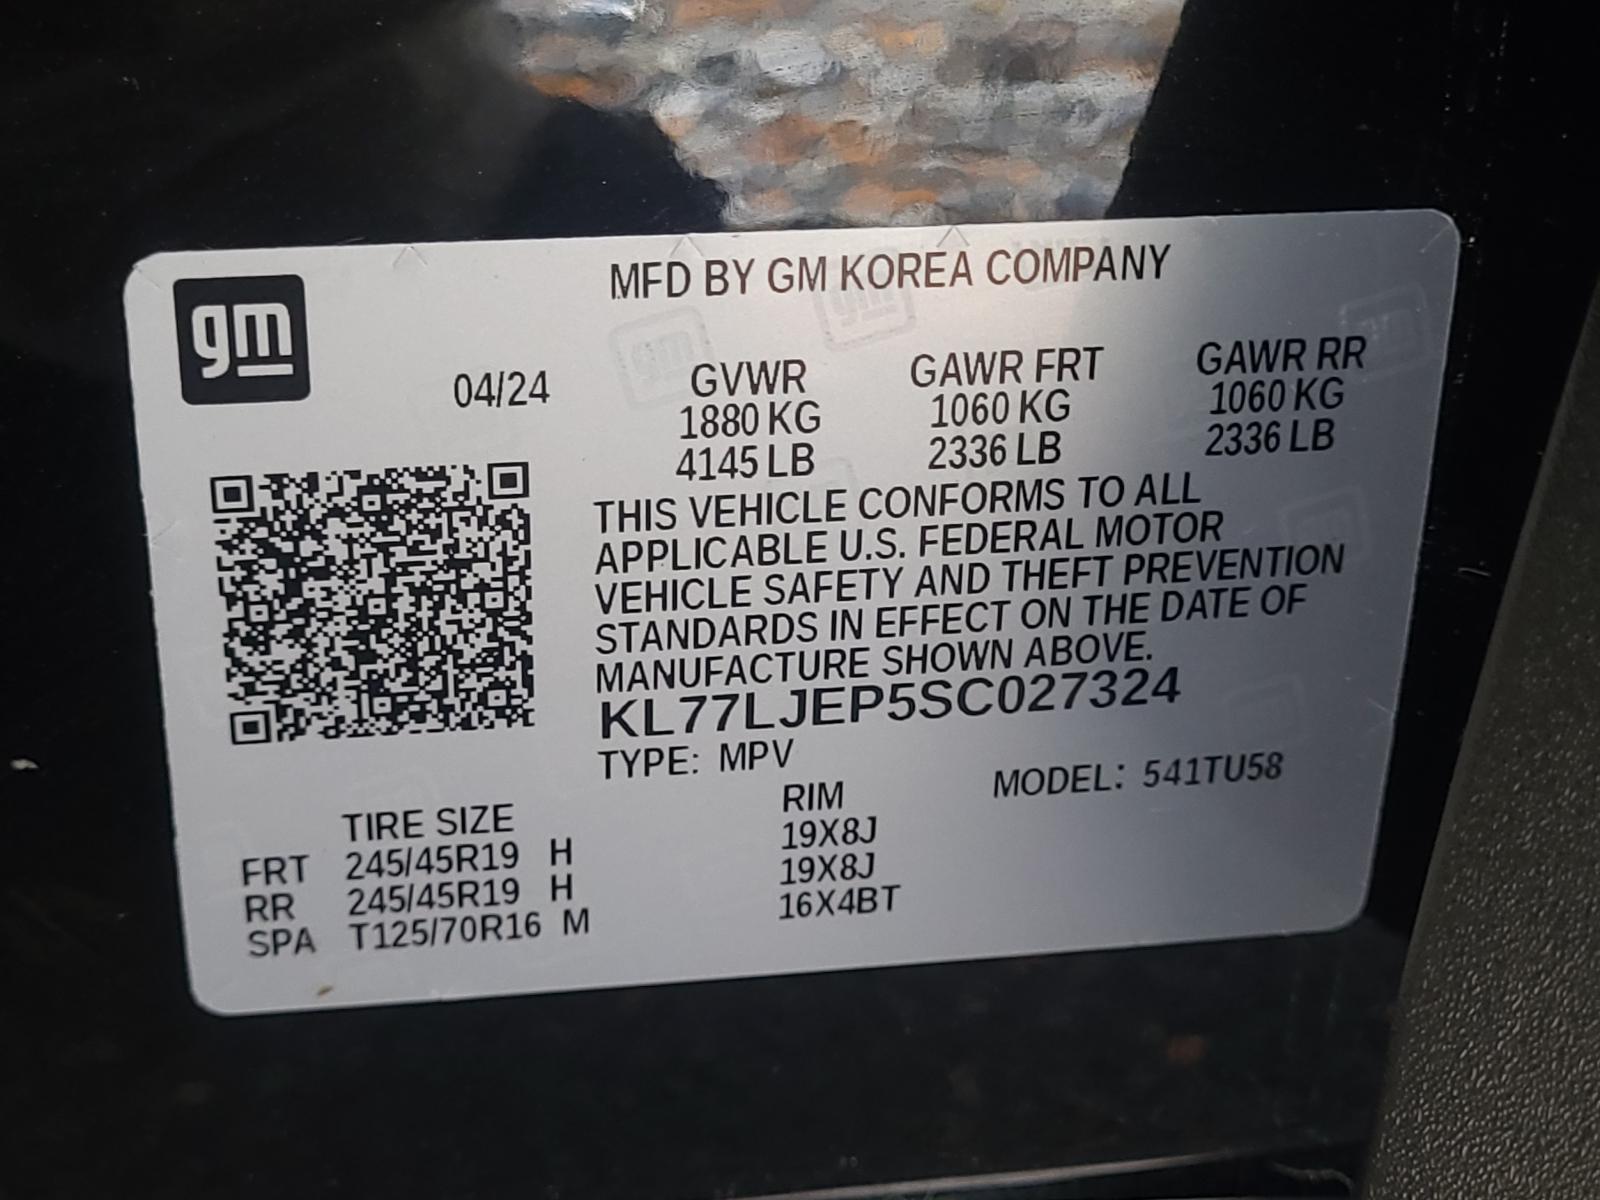 gm
MFD BY GM KOREA COMPANY
04/24 GVWR GAWR FRT GAWR RR
1880 KG 1060 KG 1060 KG
4145 LB 2336 LB 2336 LB
THIS VEHICLE CONFORMS TO ALL
APPLICABLE U.S. FEDERAL MOTOR
VEHICLE SAFETY AND THEFT PREVENTION
STANDARDS IN EFFECT ON THE DATE OF
MANUFACTURE SHOWN ABOVE.
KL77LJEP5SC027324
TYPE: MPV MODEL: 541TU58
TIRE SIZE RIM
FRT 245/45R19 H 19X8J
RR 245/45R19 H 19X8J
SPA T125/70R16 M 16X4BT